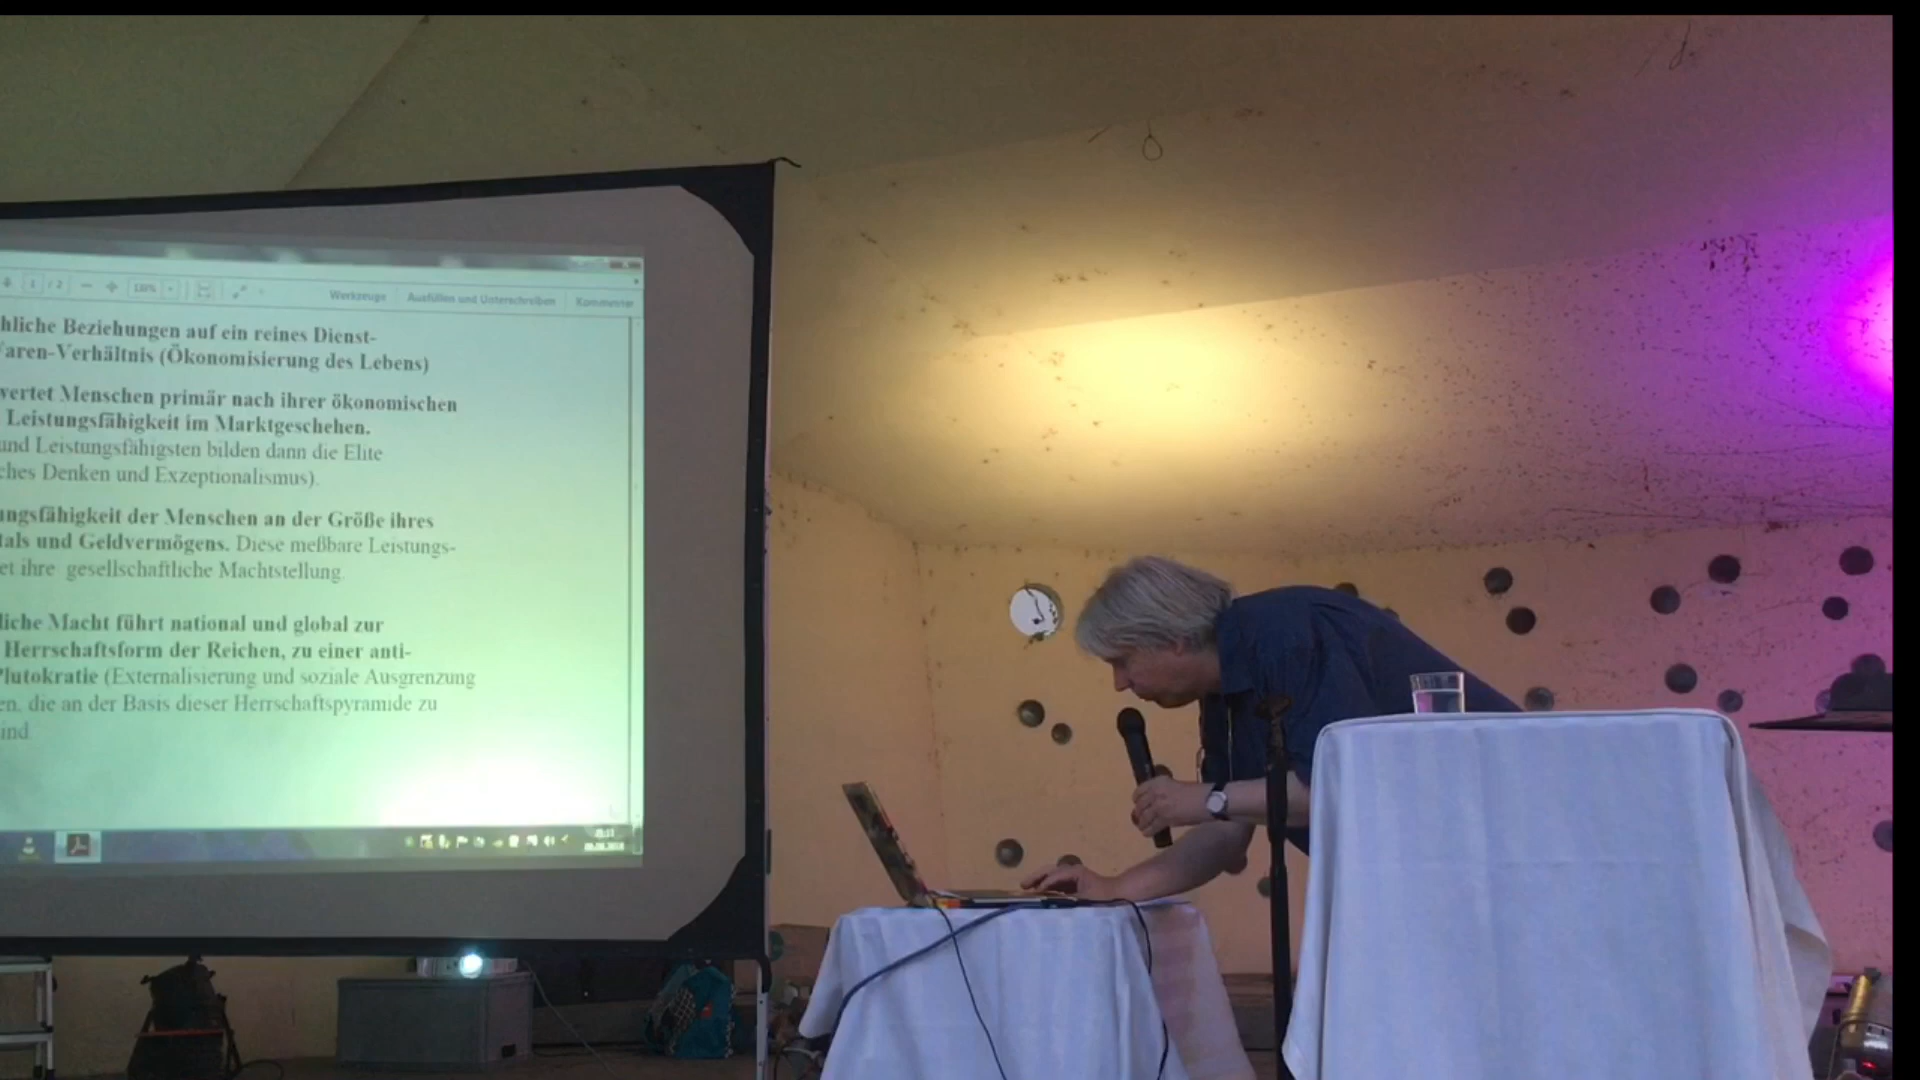 1 / 2 130%
Werkzeuge Ausfüllen und Unterschreiben Kommentar
hliche Beziehungen auf ein reines Dienst-
aren-Verhältnis (Ökonomisierung des Lebens)
wertet Menschen primär nach ihrer ökonomischen
Leistungsfähigkeit im Marktgeschehen.
und Leistungsfähigsten bilden dann die Elite
ches Denken und Exzeptionalismus).
ungsfähigkeit der Menschen an der Größe ihres
tals und Geldvermögens. Diese meßbare Leistungs-
et ihre gesellschaftliche Machtstellung.
liche Macht führt national und global zur
Herrschaftsform der Reichen, zu einer anti-
Plutokratie (Externalisierung und soziale Ausgrenzung
en, die an der Basis dieser Herrschaftspyramide zu
ind